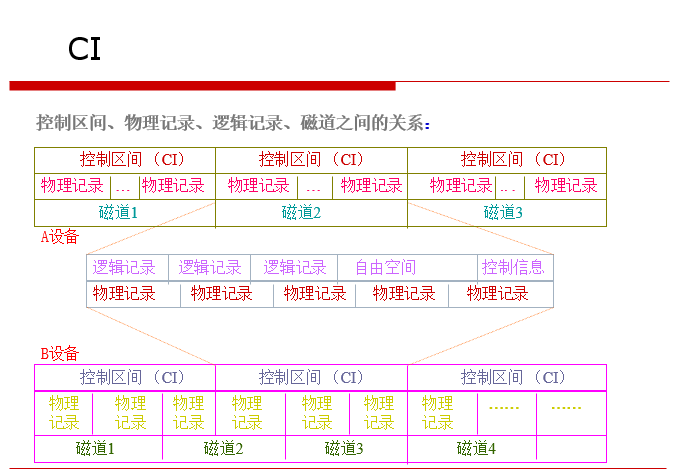 CI
控制区间、物理记录、逻辑记录、磁道之间的关系：
控制区间（CI） 控制区间（CI） 控制区间（CI）
物理记录 … 物理记录 物理记录 … 物理记录 物理记录 … 物理记录
磁道1 磁道2 磁道3
A设备
逻辑记录 逻辑记录 逻辑记录 自由空间 控制信息
物理记录 物理记录 物理记录 物理记录 物理记录
B设备
控制区间（CI） 控制区间（CI） 控制区间（CI）
物理 物理 物理 物理 物理 物理 物理 …… ……
记录 记录 记录 记录 记录 记录 记录
磁道1 磁道2 磁道3 磁道4